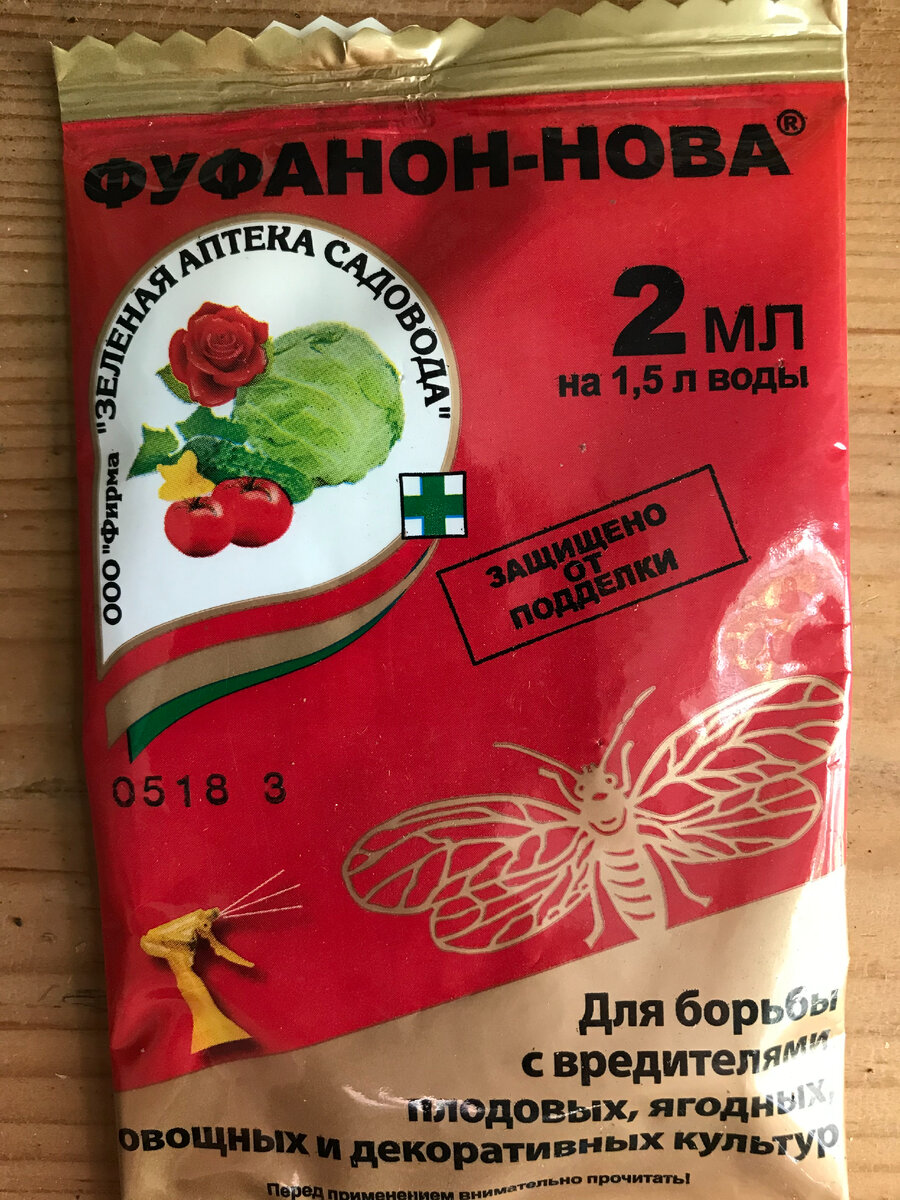 ФУФАНОН-НОВА®
ООО "Фирма "ЗЕЛЕНАЯ АПТЕКА САДОВОДА"
2 мл
на 1,5 л воды
ЗАЩИЩЕНО
ОТ
ПОДДЕЛКИ
0518 3
Для борьбы
с вредителями
плодовых, ягодных,
овощных и декоративных культур
Перед применением внимательно прочитать!